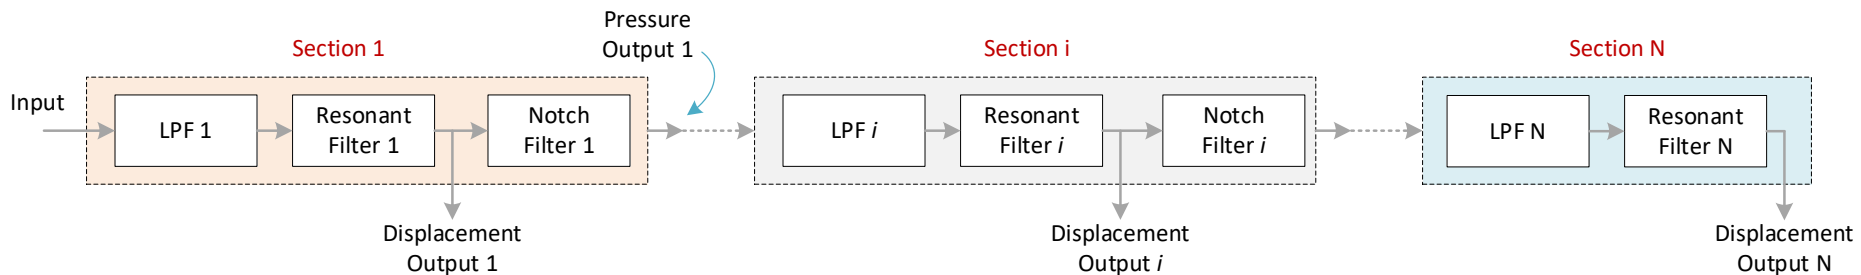 Pressure
Output 1
Section 1
Section i
Section N
Input
LPF 1
Resonant
Filter 1
Notch
Filter 1
LPF i
Resonant
Filter i
Notch
Filter i
LPF N
Resonant
Filter N
Displacement
Output 1
Displacement
Output i
Displacement
Output N